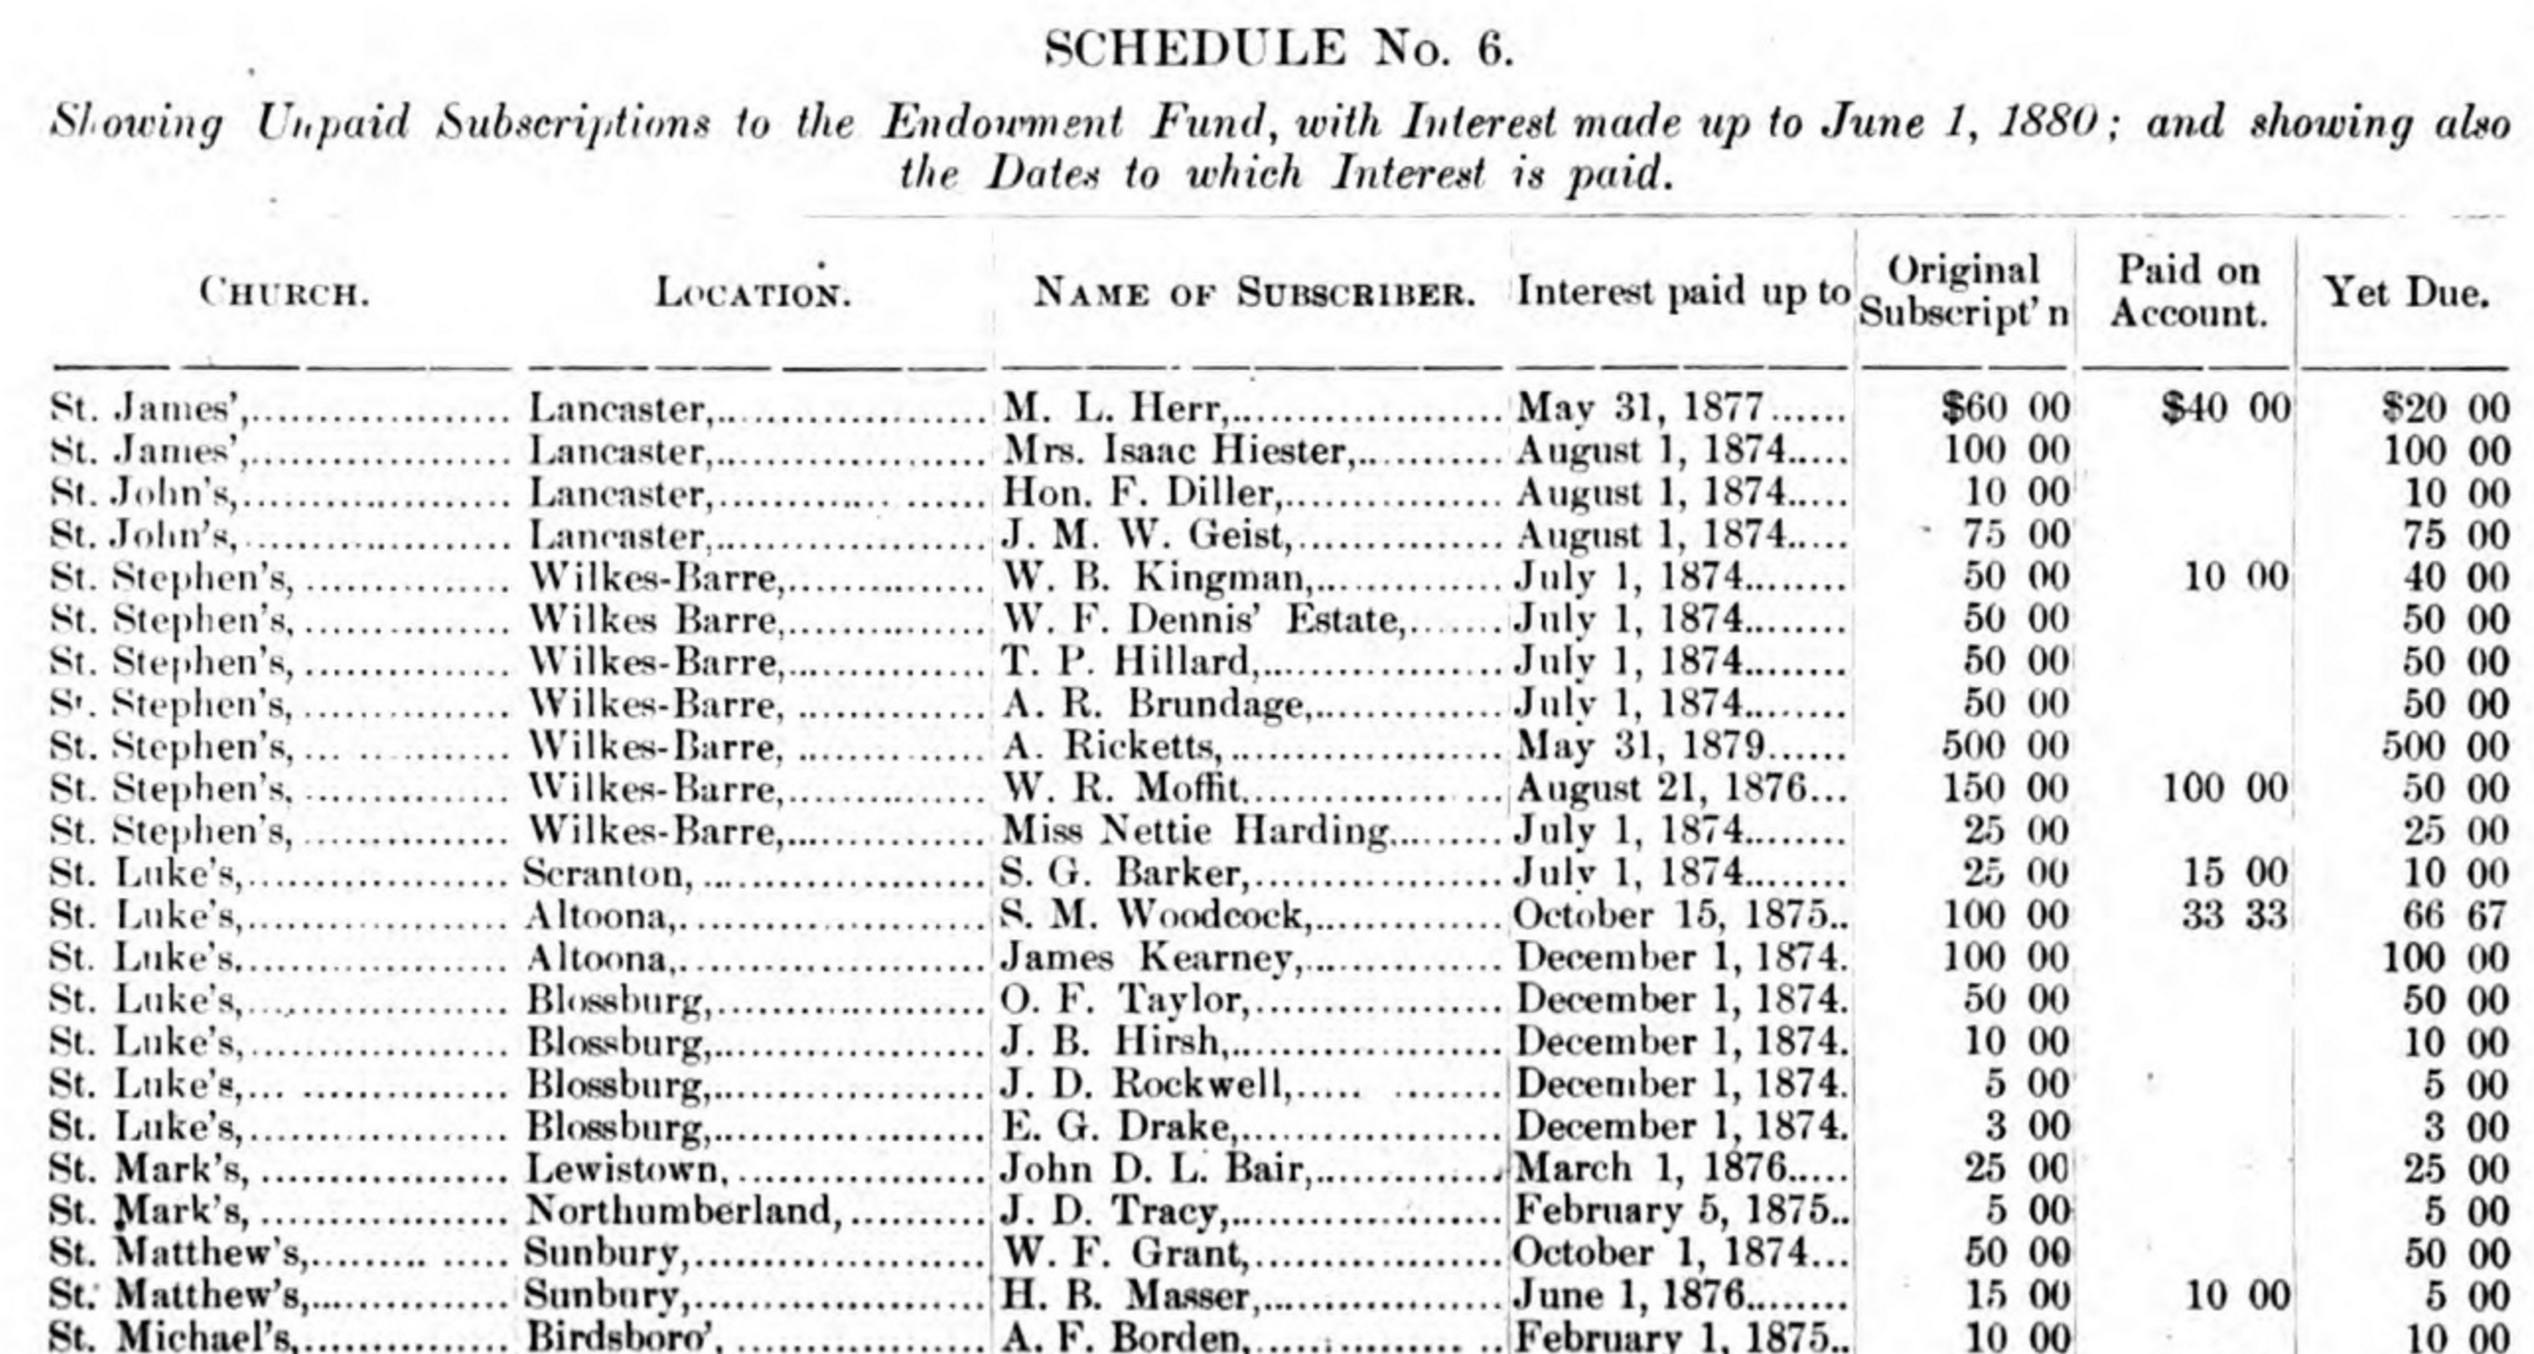 SCHEDULE No. 6.
Showing Unpaid Subscriptions to the Endowment Fund, with Interest made up to June 1, 1880; and showing also
the Dates to which Interest is paid.
CHURCH. LOCATION. NAME OF SUBSCRIBER. Interest paid up to Original Subscript'n Paid on Account. Yet Due.
St. James',.................... Lancaster,...................... M. L. Herr,...................... May 31, 1877...... $60 00 $40 00 $20 00
St. James',.................... Lancaster,...................... Mrs. Isaac Hiester,............ August 1, 1874..... 100 00 100 00
St. John's,.................... Lancaster,............. ...... Hon. F. Diller,.................. August 1, 1874..... 10 00 10 00
St. John's,.................... Lancaster,...................... J. M. W. Geist,................ August 1, 1874..... 75 00 75 00
St. Stephen's, ................ Wilkes-Barre,................ W. B. Kingman,............... July 1, 1874........ 50 00 10 00 40 00
St. Stephen's, ................ Wilkes Barre,................ W. F. Dennis' Estate,....... July 1, 1874........ 50 00 50 00
St. Stephen's, ................ Wilkes-Barre,................ T. P. Hillard,................... July 1, 1874........ 50 00 50 00
St. Stephen's, ................ Wilkes-Barre, ............... A. R. Brundage,............... July 1, 1874........ 50 00 50 00
St. Stephen's, ... ............ Wilkes-Barre, ............... A. Ricketts,...................... May 31, 1879...... 500 00 500 00
St. Stephen's, ................ Wilkes-Barre,................ W. R. Moffit..................... August 21, 1876... 150 00 100 00 50 00
St. Stephen's, ................ Wilkes-Barre,................ Miss Nettie Harding......... July 1, 1874........ 25 00 25 00
St. Luke's,..................... Scranton, ....................... S. G. Barker,.................... July 1, 1874........ 25 00 15 00 10 00
St. Luke's,..................... Altoona,......................... S. M. Woodcock,............... October 15, 1875.. 100 00 33 33 66 67
St. Luke's...................... Altoona,......................... James Kearney,................ December 1, 1874. 100 00 100 00
St. Luke's,..................... Blossburg,...................... O. F. Taylor,.................... December 1, 1874. 50 00 50 00
St. Luke's,..................... Blossburg,...................... J. B. Hirsh,...................... December 1, 1874. 10 00 10 00
St. Luke's,... ................. Blossburg,...................... J. D. Rockwell,..... ........ December 1, 1874. 5 00 5 00
St. Luke's,..................... Blossburg,...................... E. G. Drake,..................... December 1, 1874. 3 00 3 00
St. Mark's, .................... Lewistown, .................... John D. L. Bair,............... March 1, 1876..... 25 00 25 00
St. Mark's, .................... Northumberland,........... J. D. Tracy,...................... February 5, 1875.. 5 00 5 00
St. Matthew's,......... ..... Sunbury,........................ W. F. Grant,.................... October 1, 1874... 50 00 50 00
St. Matthew's,................ Sunbury,........................ H. B. Masser,................... June 1, 1876........ 15 00 10 00 5 00
St. Michael's,................. Birdsboro', .................... A. F. Borden,.................. .. February 1, 1875.. 10 00 10 00